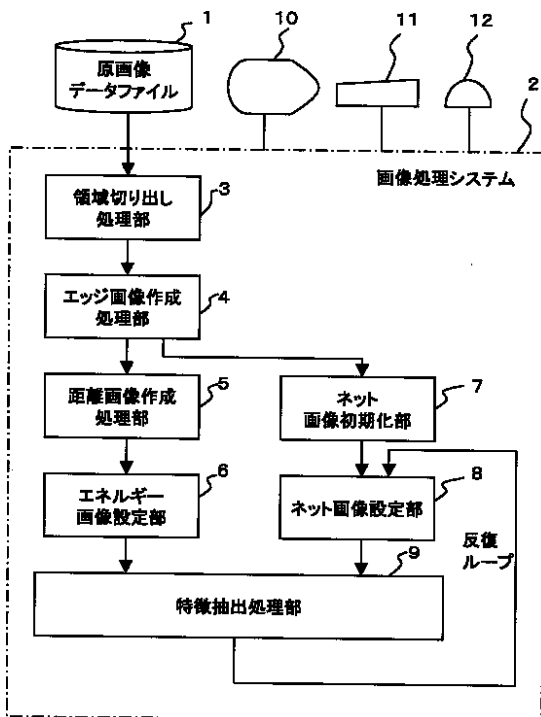 1
10
11
12
原画像
データファイル
2
画像処理システム
領域切り出し
処理部
3
エッジ画像作成
処理部
4
距離画像作成
処理部
5
ネット
画像初期化部
7
エネルギー
画像設定部
6
ネット画像設定部
8
反復
ループ
9
特徴抽出処理部